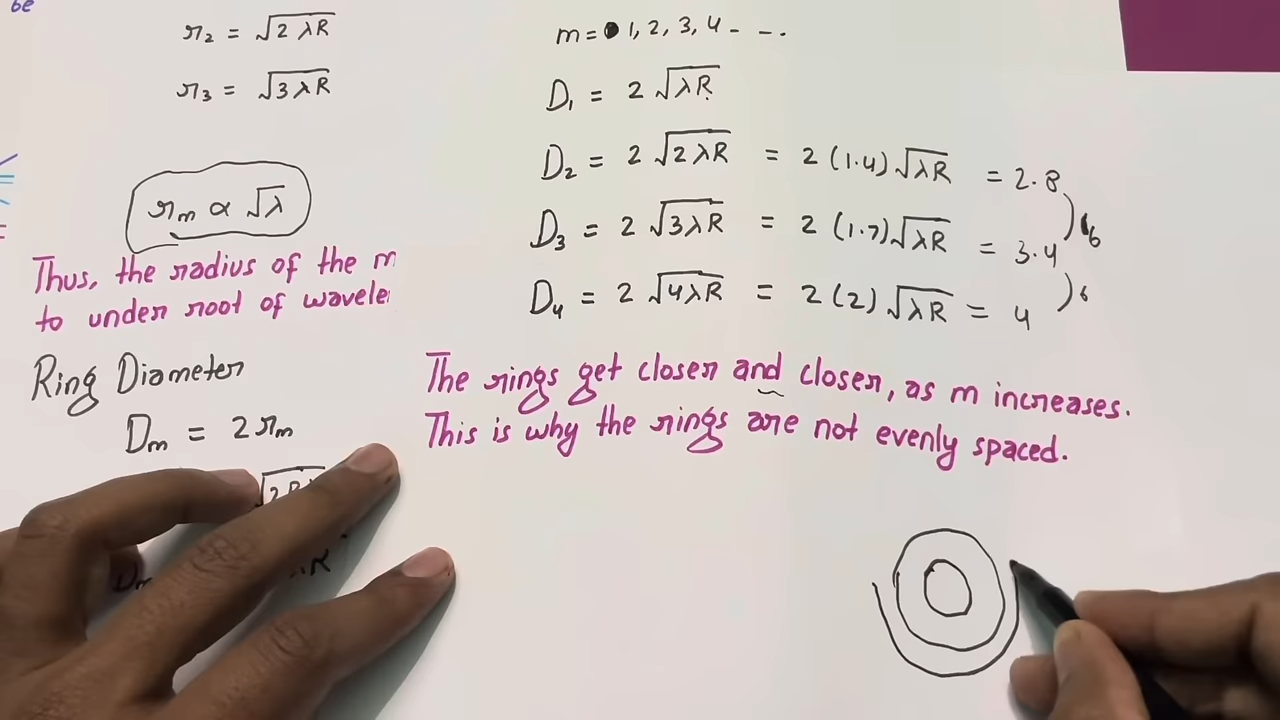 be
r₂ = √2λR
r₃ = √3λR
rₘ ∝ √λ
Thus, the radius of the m
to under root of wavele
Ring Diameter
Dₘ = 2rₘ
m = 1, 2, 3, 4 - - .
D₁ = 2 √λR
D₂ = 2 √2λR = 2 (1.4) √λR = 2.8
D₃ = 2 √3λR = 2 (1.7) √λR = 3.4
D₄ = 2 √4λR = 2 (2) √λR = 4
6
6
The rings get closer and closer, as m increases.
This is why the rings are not evenly spaced.